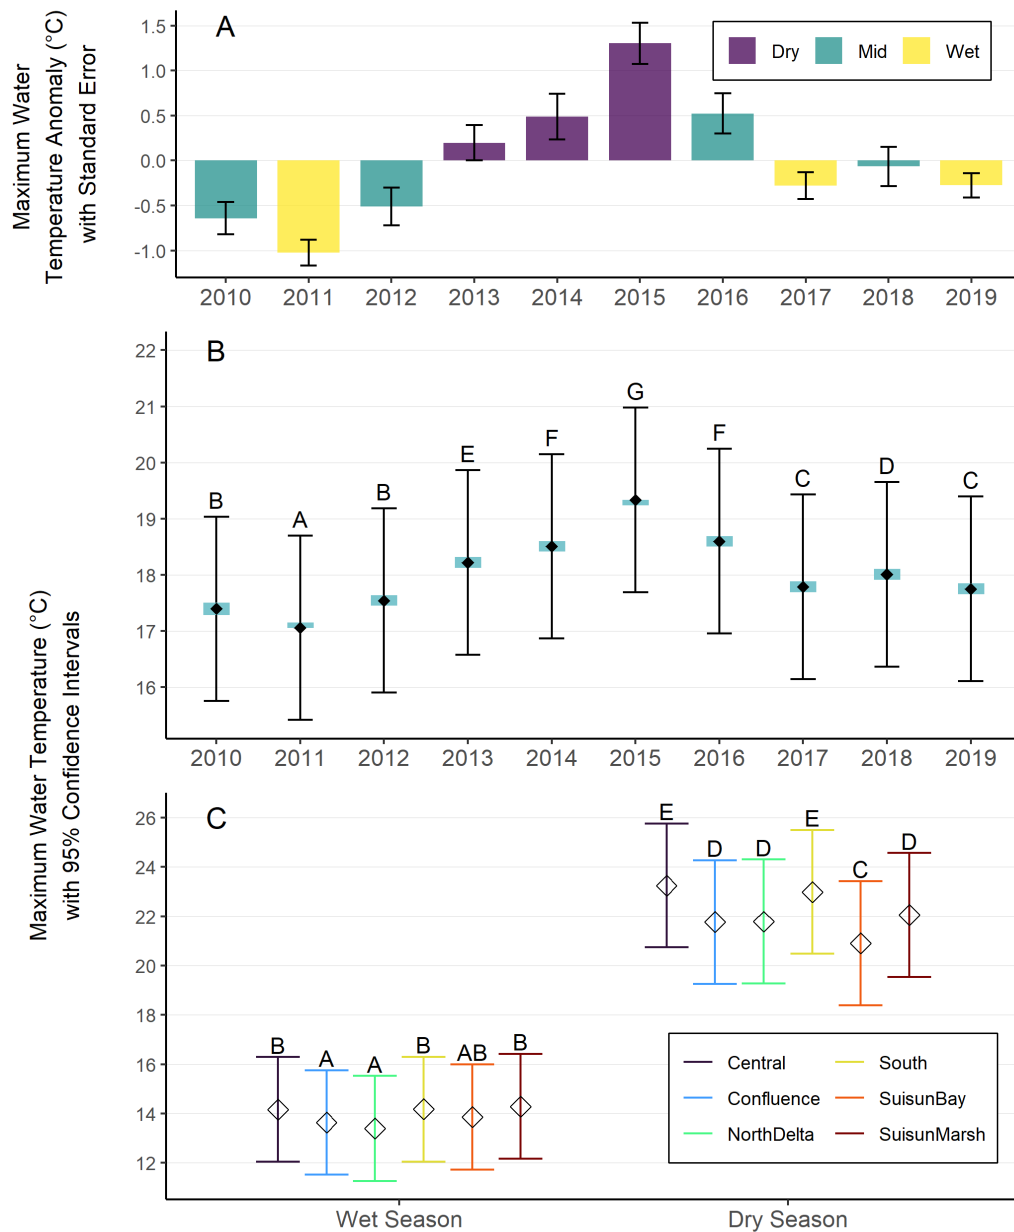 Maximum Water
Temperature Anomaly (°C)
with Standard Error
A
1.5
1.0
0.5
0.0
-0.5
-1.0
Dry Mid Wet
2010 2011 2012 2013 2014 2015 2016 2017 2018 2019
Maximum Water Temperature (°C)
with 95% Confidence Intervals
B
22
21
20
19
18
17
16
B A B E F G F C D C
2010 2011 2012 2013 2014 2015 2016 2017 2018 2019
C
26
24
22
20
18
16
14
12
B A A B AB B
E D D E C D
Central South
Confluence SuisunBay
NorthDelta SuisunMarsh
Wet Season Dry Season